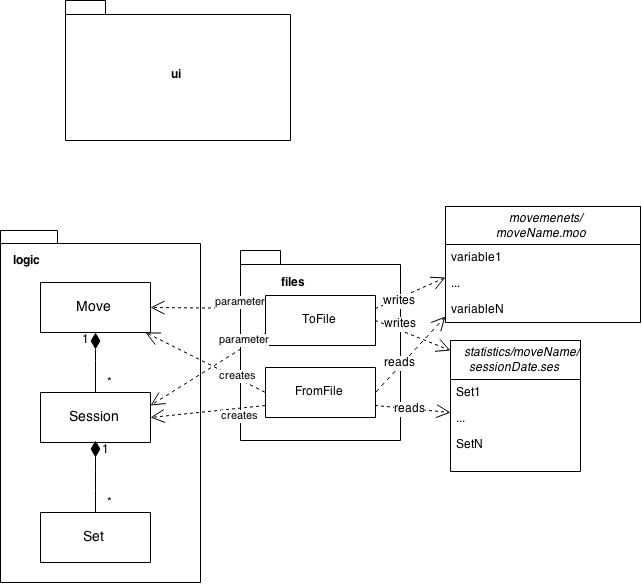 ui
logic
Move
1
*
Session
1
*
Set
files
ToFile
FromFile
parameter
parameter
creates
creates
writes
writes
reads
reads
movemenets/
moveName.moo
variable1
...
variableN
statistics/moveName/
sessionDate.ses
Set1
...
SetN